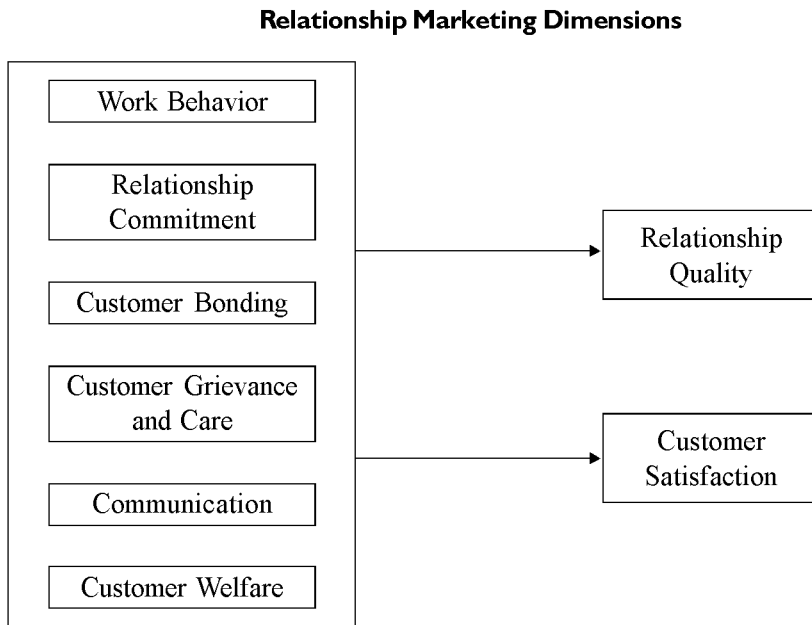 Relationship Marketing Dimensions
Work Behavior
Relationship
Commitment
Customer Bonding
Customer Grievance
and Care
Communication
Customer Welfare
Relationship
Quality
Customer
Satisfaction